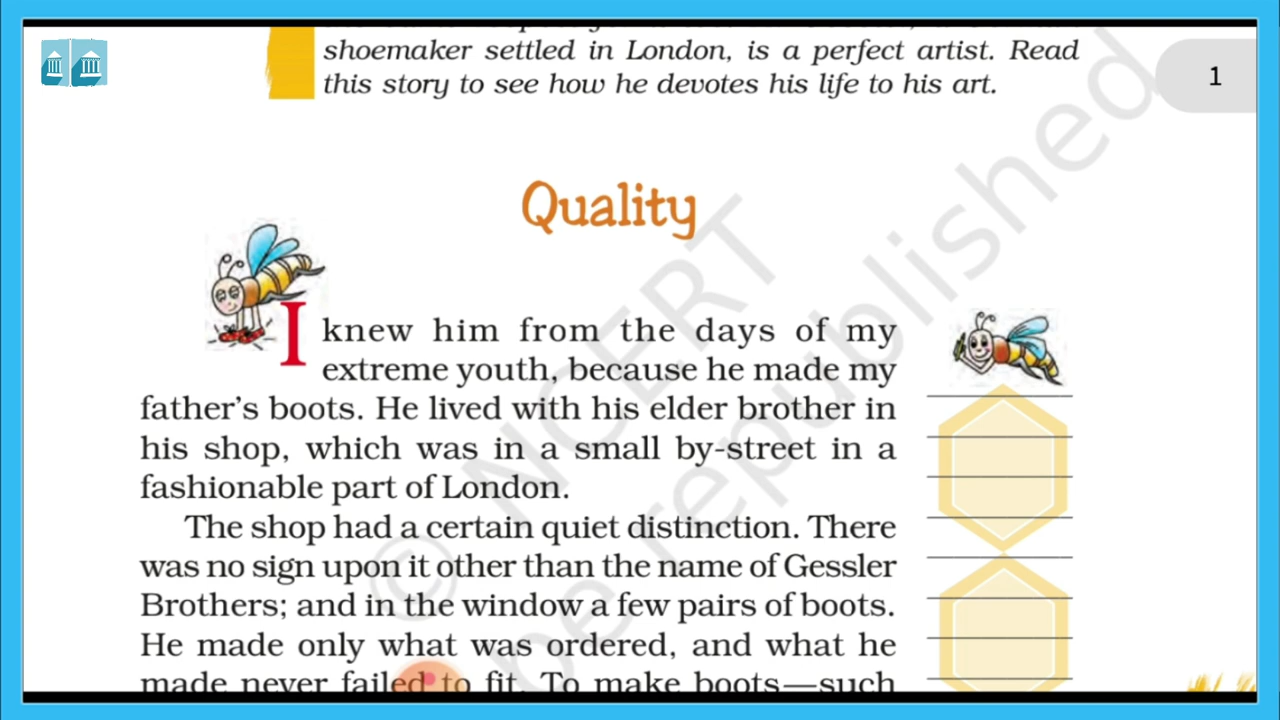 shoemaker settled in London, is a perfect artist. Read
this story to see how he devotes his life to his art.
1
Quality
I knew him from the days of my
extreme youth, because he made my
father's boots. He lived with his elder brother in
his shop, which was in a small by-street in a
fashionable part of London.
The shop had a certain quiet distinction. There
was no sign upon it other than the name of Gessler
Brothers; and in the window a few pairs of boots.
He made only what was ordered, and what he
made never failed to fit. To make boots—such
© NCERT
be republished